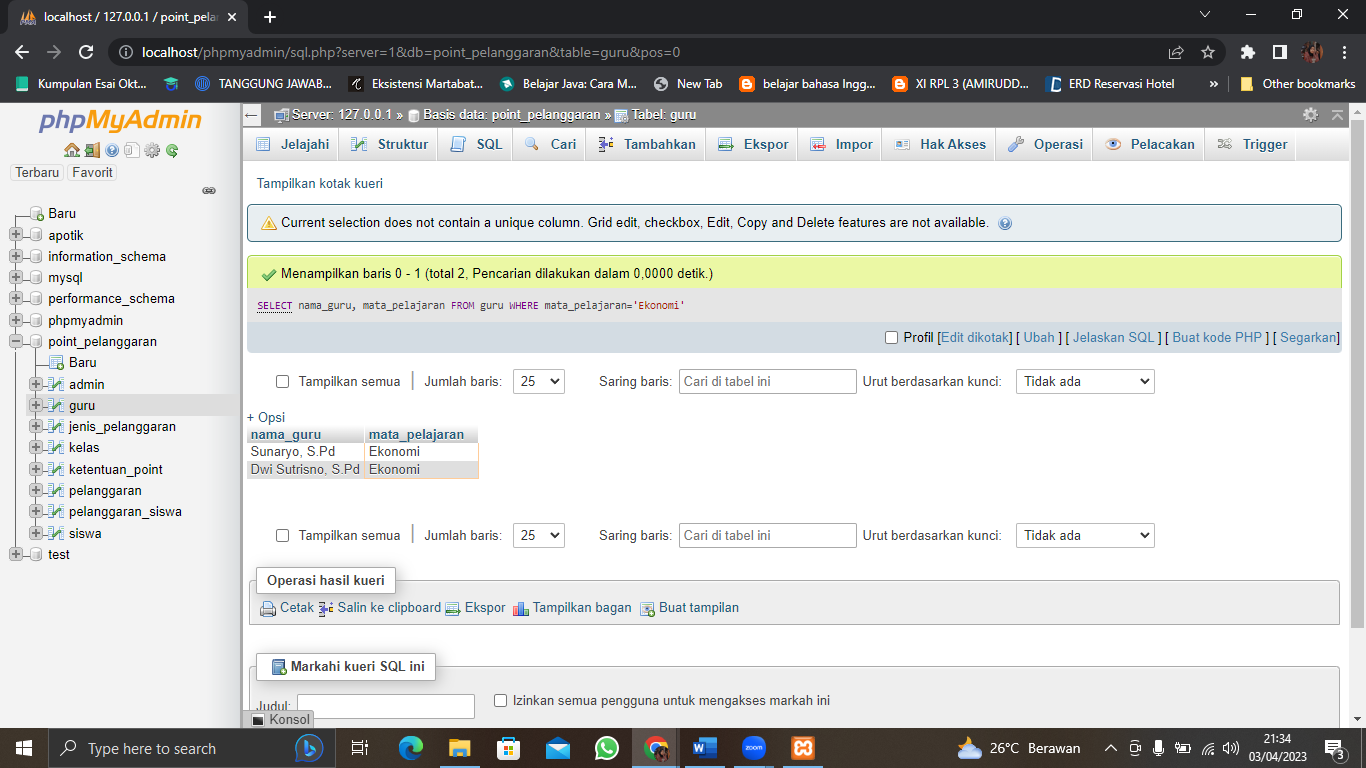 localhost / 127.0.0.1 / point_pela
localhost/phpmyadmin/sql.php?server=1&db=point_pelanggaran&table=guru&pos=0
Kumpulan Esai Okt... TANGGUNG JAWAB... Eksistensi Martabat... Belajar Java: Cara M... New Tab belajar bahasa Ingg... XI RPL 3 (AMIRUDD... ERD Reservasi Hotel » Other bookmarks
phpMyAdmin
Terbaru Favorit
Baru
apotik
information_schema
mysql
performance_schema
phpmyadmin
point_pelanggaran
Baru
admin
guru
jenis_pelanggaran
kelas
ketentuan_point
pelanggaran
pelanggaran_siswa
siswa
test
Server: 127.0.0.1 » Basis data: point_pelanggaran » Tabel: guru
Jelajahi Struktur SQL Cari Tambahkan Ekspor Impor Hak Akses Operasi Pelacakan Trigger
Tampilkan kotak kueri
Current selection does not contain a unique column. Grid edit, checkbox, Edit, Copy and Delete features are not available.
Menampilkan baris 0 - 1 (total 2, Pencarian dilakukan dalam 0,0000 detik.)
SELECT nama_guru, mata_pelajaran FROM guru WHERE mata_pelajaran='Ekonomi'
Profil [Edit dikotak] [ Ubah ] [ Jelaskan SQL ] [ Buat kode PHP ] [ Segarkan]
Tampilkan semua | Jumlah baris: 25 Saring baris: Cari di tabel ini Urut berdasarkan kunci: Tidak ada
+ Opsi
nama_guru mata_pelajaran
Sunaryo, S.Pd Ekonomi
Dwi Sutrisno, S.Pd Ekonomi
Tampilkan semua | Jumlah baris: 25 Saring baris: Cari di tabel ini Urut berdasarkan kunci: Tidak ada
Operasi hasil kueri
Cetak Salin ke clipboard Ekspor Tampilkan bagan Buat tampilan
Markahi kueri SQL ini
Judul: Izinkan semua pengguna untuk mengakses markah ini
Konsol
Type here to search
zoom
26°C Berawan
21:34
03/04/2023
3